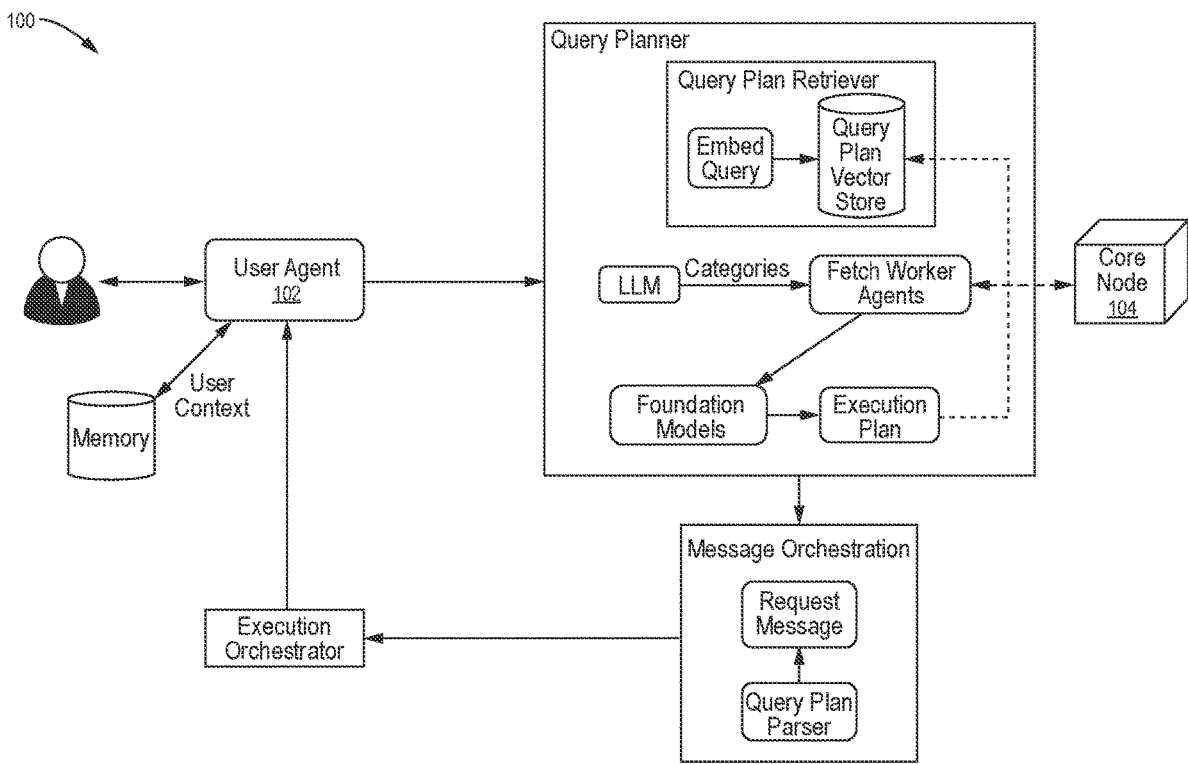 100
Query Planner
Query Plan Retriever
Embed
Query
Query
Plan
Vector
Store
User Agent
102
LLM
Categories
Fetch Worker
Agents
Core
Node
104
User
Context
Memory
Foundation
Models
Execution
Plan
Message Orchestration
Request
Message
Execution
Orchestrator
Query Plan
Parser